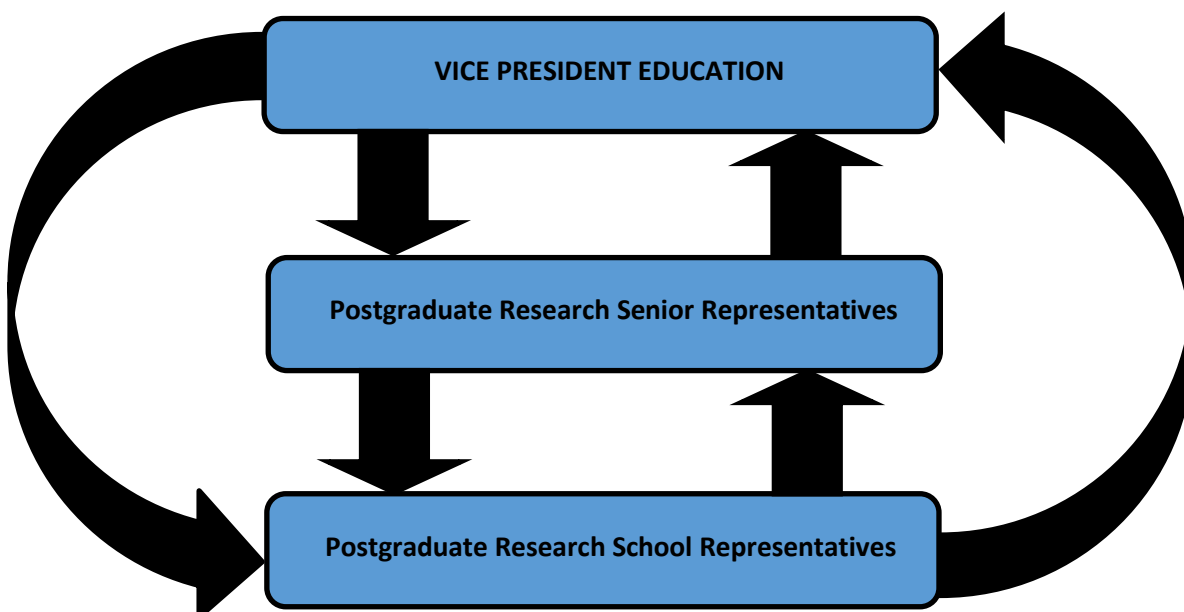 VICE PRESIDENT EDUCATION
Postgraduate Research Senior Representatives
Postgraduate Research School Representatives